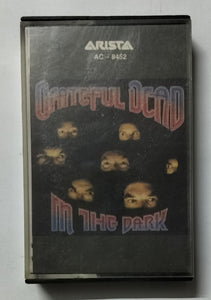 ARISTA
AC - 8452
GRATEFUL DEAD
IN THE DARK